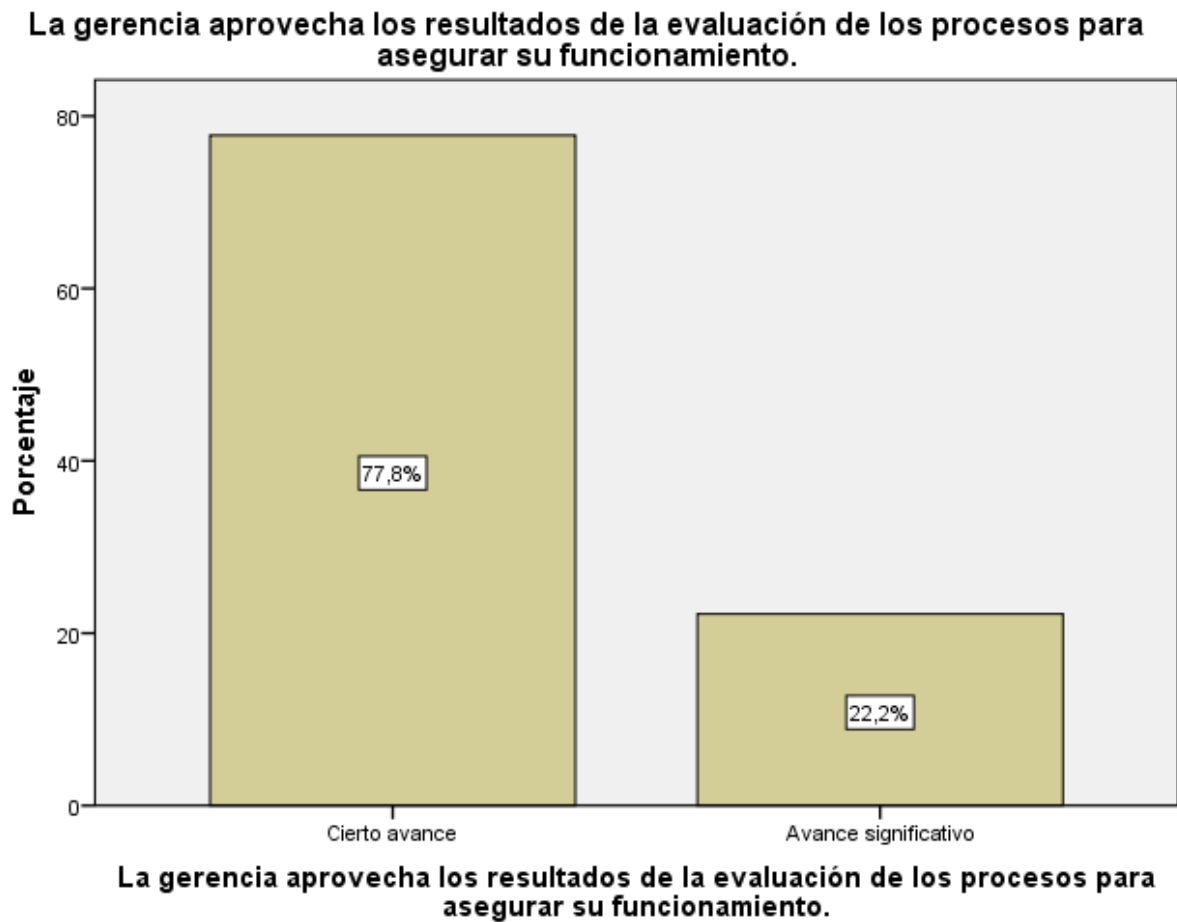 La gerencia aprovecha los resultados de la evaluación de los procesos para
asegurar su funcionamiento.
80
60
40
20
0
Porcentaje
77,8%
22,2%
Cierto avance
Avance significativo
La gerencia aprovecha los resultados de la evaluación de los procesos para
asegurar su funcionamiento.